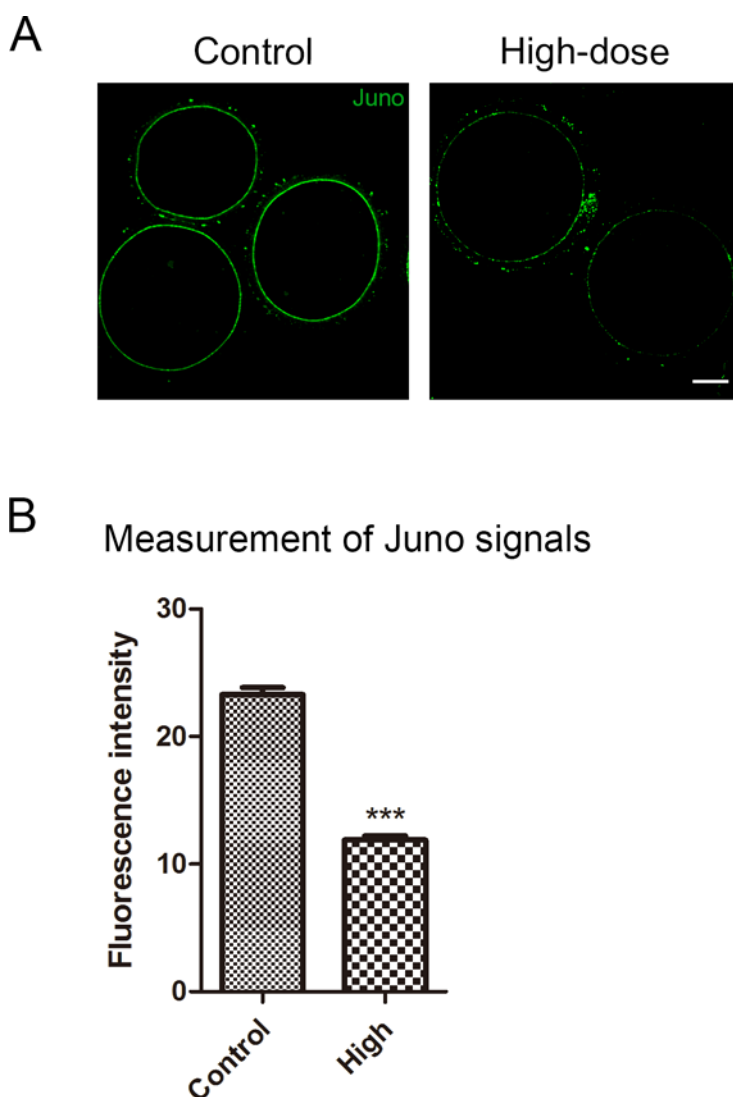 A
Control
High-dose
Juno
B
Measurement of Juno signals
Fluorescence intensity
30
20
10
0
***
Control
High